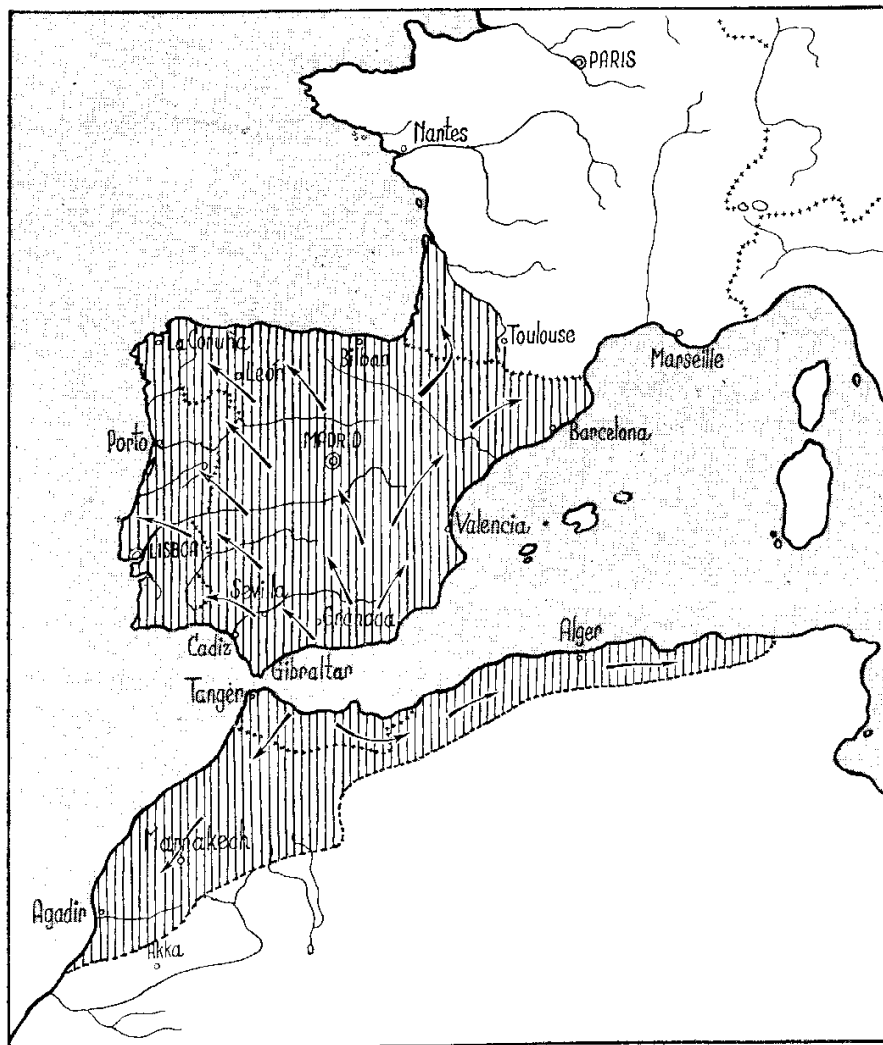 PARIS
Nantes
La Coruña
León
Bilbao
Toulouse
Marseille
Porto
MADRID
Barcelona
LISBOA
Valencia
Sevilla
Granada
Cadiz
Gibraltar
Alger
Tanger
Marrakech
Agadir
Akka